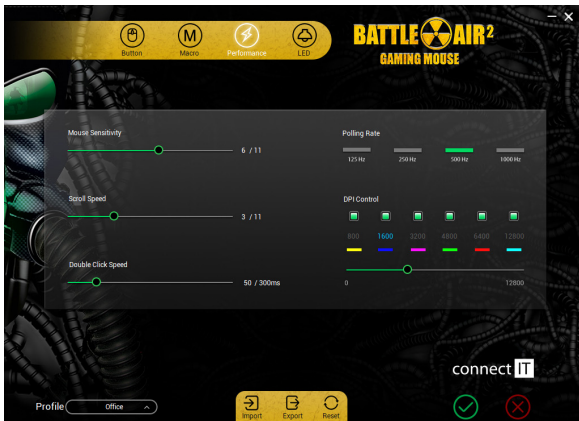 Button
Macro
Performance
LED
BATTLE AIR²
GAMING MOUSE
Mouse Sensitivity
6 / 11
Scroll Speed
3 / 11
Double Click Speed
50 / 300ms
Polling Rate
125 Hz 250 Hz 500 Hz 1000 Hz
DPI Control
800 1600 3200 4800 6400 12800
0 12800
connect IT
Profile Office
Import Export Reset